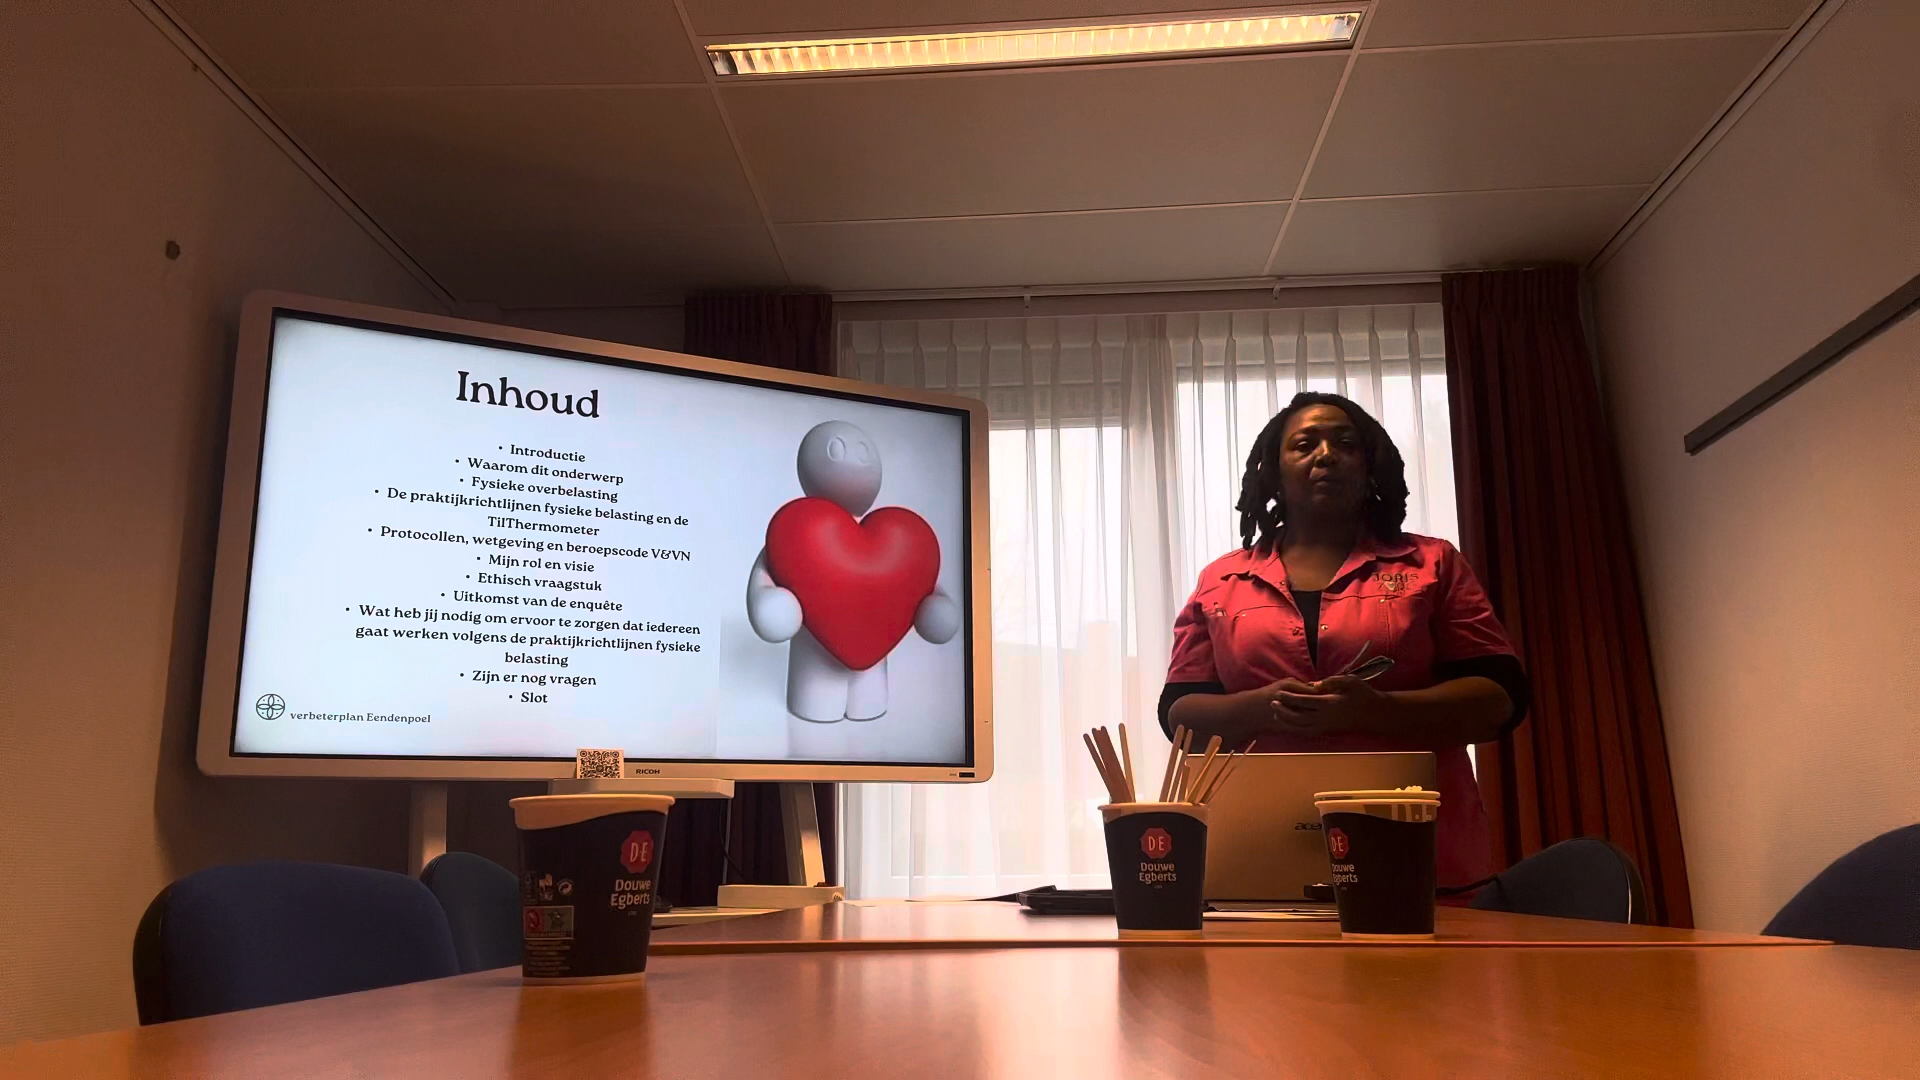 Inhoud
• Introductie
• Waarom dit onderwerp
• Fysieke overbelasting
• De praktijkrichtlijnen fysieke belasting en de
TilThermometer
• Protocollen, wetgeving en beroepscode V&VN
• Mijn rol en visie
• Ethisch vraagstuk
• Uitkomst van de enquête
• Wat heb jij nodig om ervoor te zorgen dat iedereen
gaat werken volgens de praktijkrichtlijnen fysieke
belasting
• Zijn er nog vragen
• Slot
verbeterplan Eendenpoel
RICOH
JORIS
acer
D·E
Douwe
Egberts
D·E
Douwe
Egberts
D·E
Douwe
Egberts